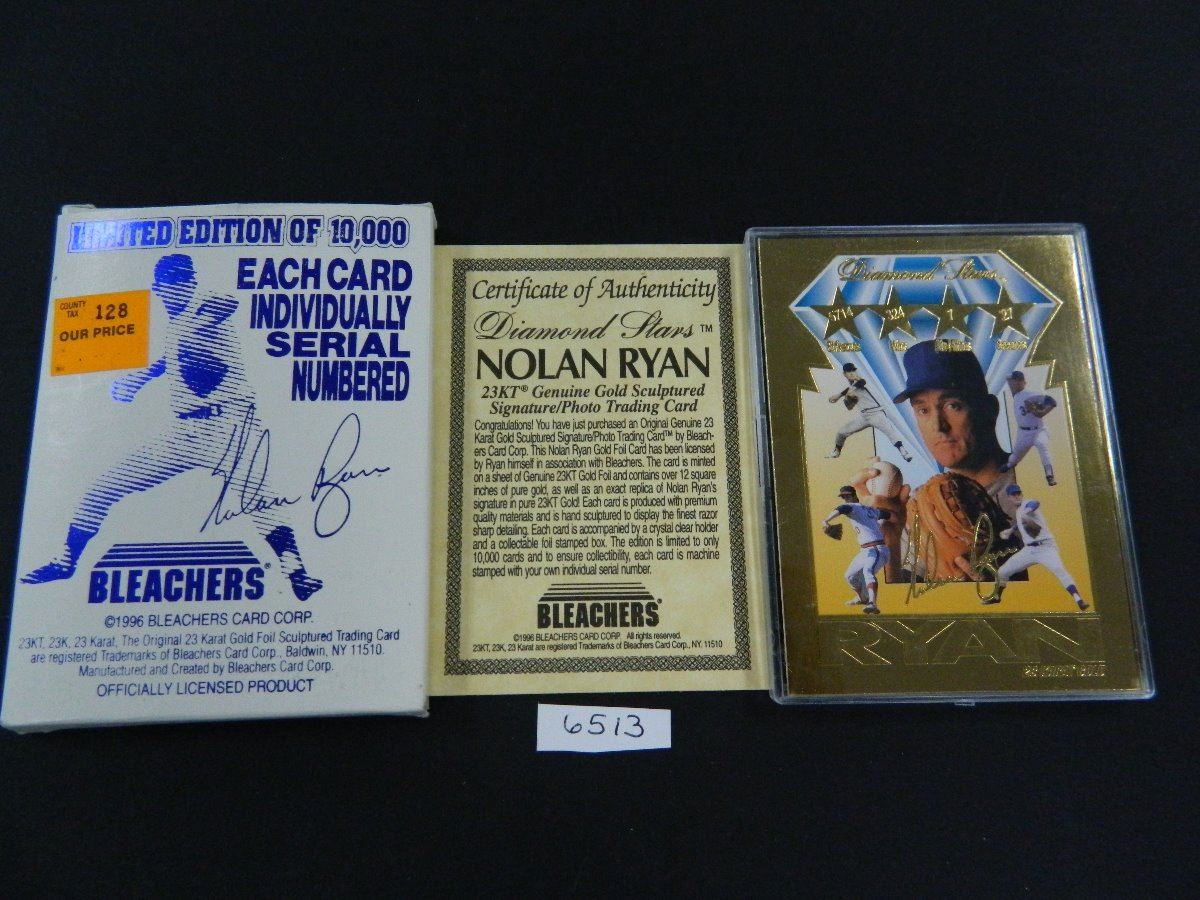 LIMITED EDITION OF 10,000
EACH CARD
INDIVIDUALLY
SERIAL
NUMBERED
COUNTY
TAX 128
OUR PRICE
Nolan Ryan
BLEACHERS®
©1996 BLEACHERS CARD CORP.
23KT, 23K, 23 Karat, The Original 23 Karat Gold Foil Sculptured Trading Card
are registered Trademarks of Bleachers Card Corp., Baldwin, NY 11510.
Manufactured and Created by Bleachers Card Corp.
OFFICIALLY LICENSED PRODUCT
Certificate of Authenticity
Diamond Stars™
NOLAN RYAN
23KT® Genuine Gold Sculptured
Signature/Photo Trading Card
Congratulations! You have just purchased an Original Genuine 23
Karat Gold Sculptured Signature/Photo Trading Card™ by Bleach-
ers Card Corp. This Nolan Ryan Gold Foil Card has been licensed
by Ryan himself in association with Bleachers. The card is minted
on a sheet of Genuine 23KT Gold Foil and contains over 12 square
inches of pure gold, as well as an exact replica of Nolan Ryan's
signature in pure 23KT Gold! Each card is produced with premium
quality materials and is hand sculptured to display the finest razor
sharp detailing. Each card is accompanied by a crystal clear holder
and a collectable foil stamped box. The edition is limited to only
10,000 cards and to ensure collectibility, each card is machine
stamped with your own individual serial number.
BLEACHERS®
©1996 BLEACHERS CARD CORP. All rights reserved.
23KT, 23K, 23 Karat are registered Trademarks of Bleachers Card Corp., NY. 11510
Diamond Stars
5714 324 7 27
Nolan Ryan
RYAN
6513